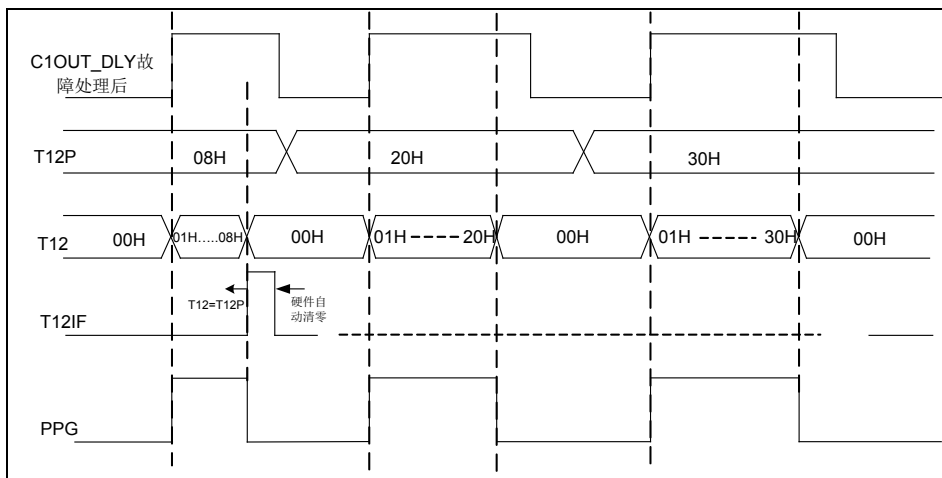 C1OUT_DLY故
障处理后
T12P
08H
20H
30H
T12
00H
01H.....08H
00H
01H ---- 20H
00H
01H ----- 30H
00H
T12=T12P
硬件自
动清零
T12IF
PPG